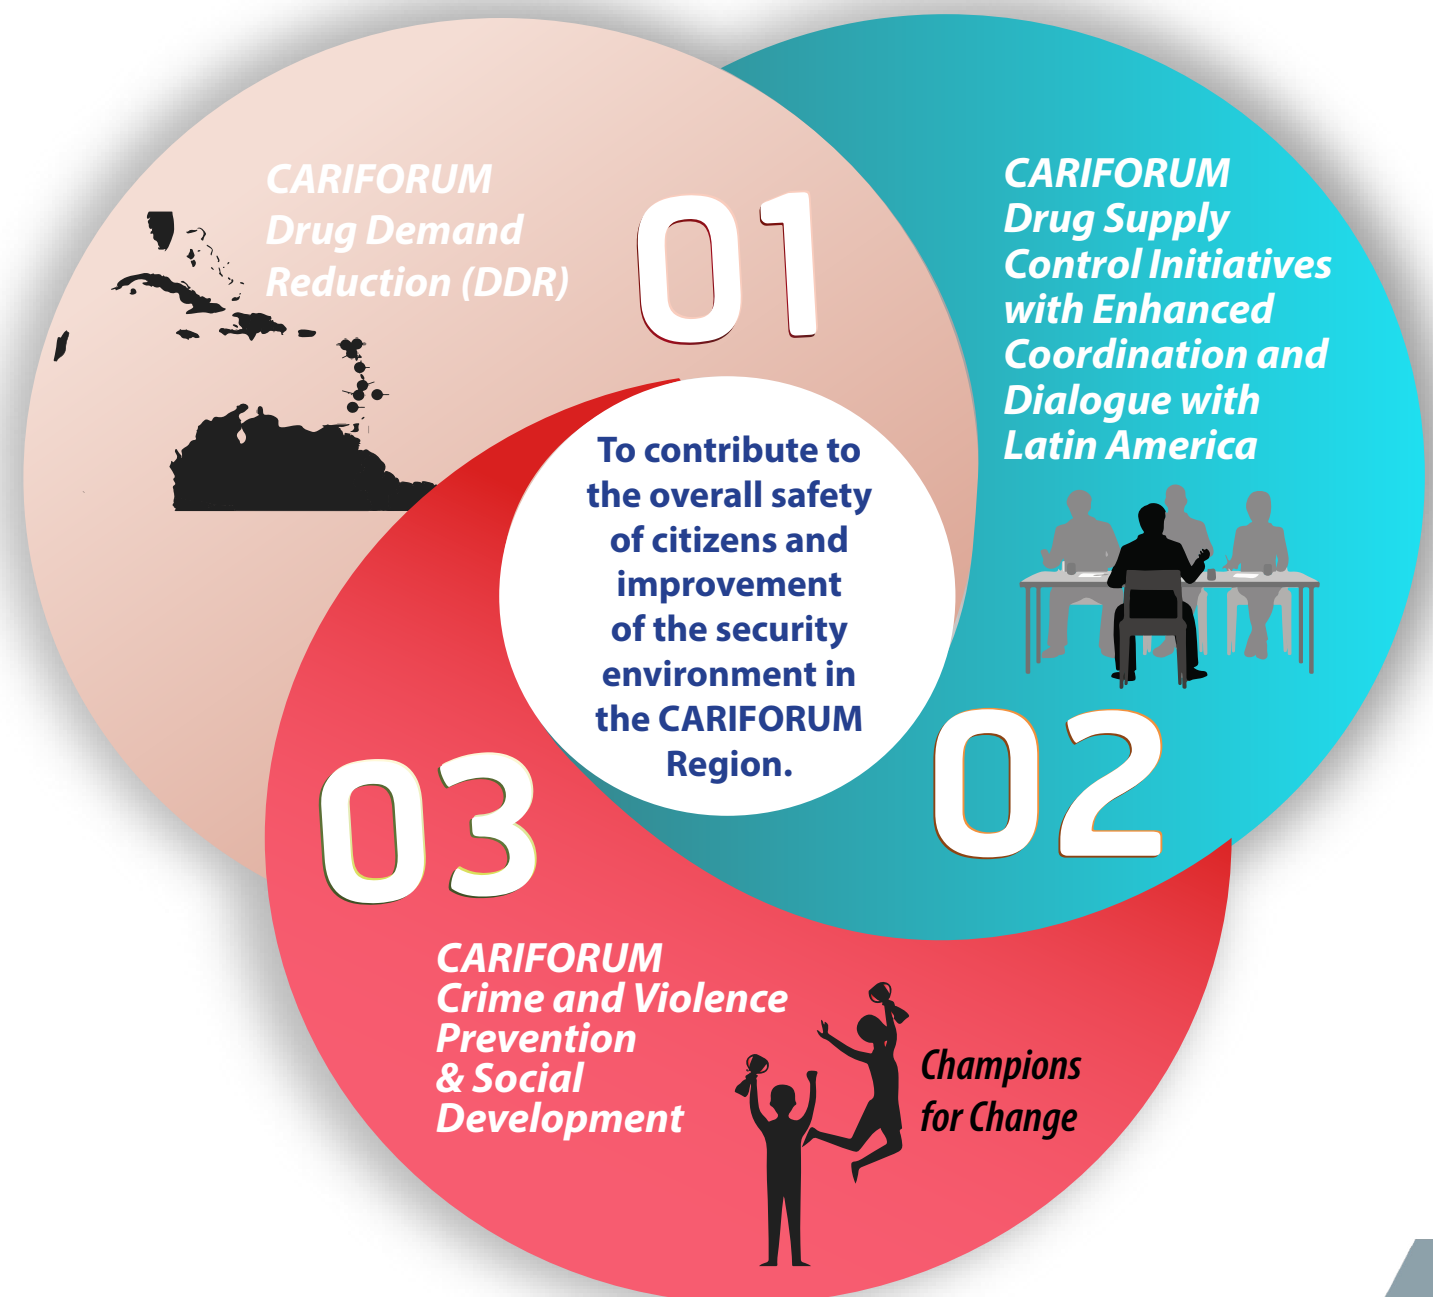 CARIFORUM
Drug Demand
Reduction (DDR)
01
CARIFORUM
Drug Supply
Control Initiatives
with Enhanced
Coordination and
Dialogue with
Latin America
02
To contribute to
the overall safety
of citizens and
improvement
of the security
environment in
the CARIFORUM
Region.
03
CARIFORUM
Crime and Violence
Prevention
& Social
Development
Champions
for Change